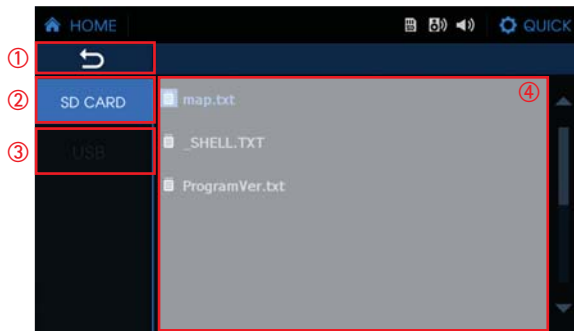 HOME
QUICK
①
② SD CARD
③ USB
④
map.txt
_SHELL.TXT
ProgramVer.txt